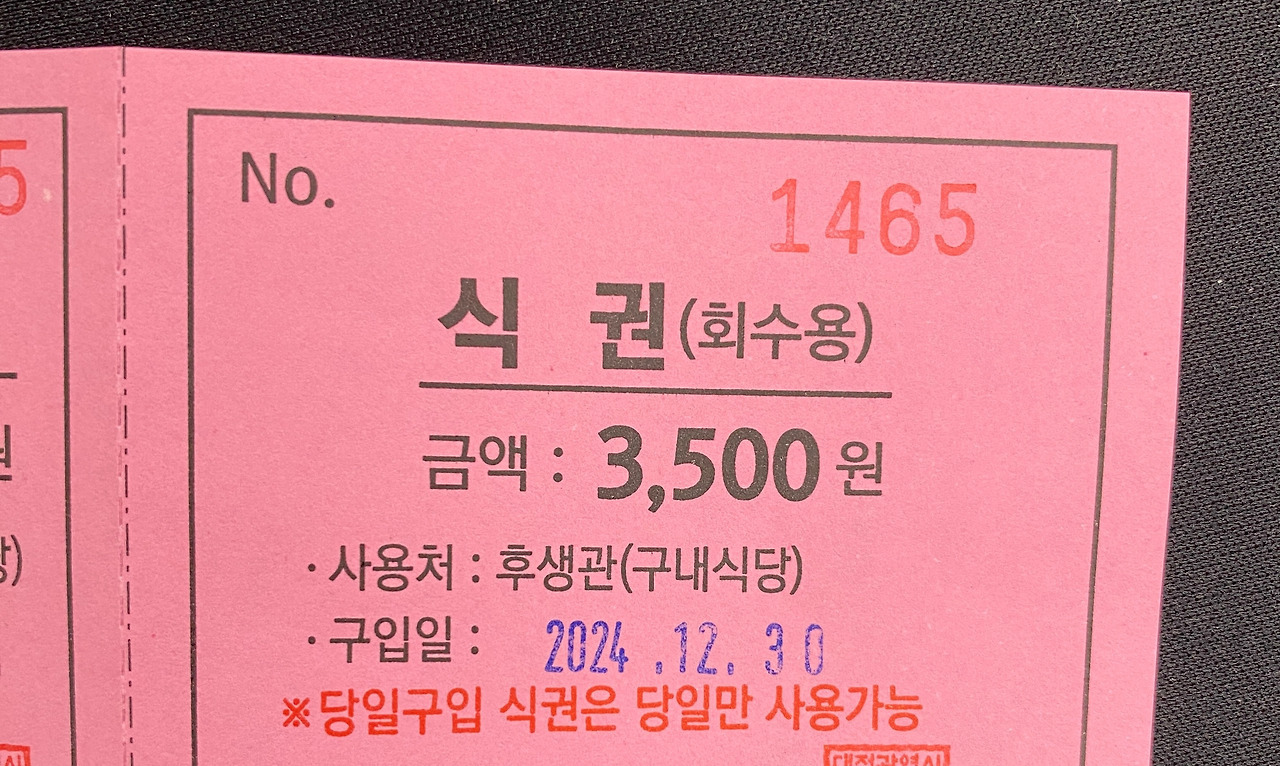 No. 1465
식 권(회수용)
금액 : 3,500 원
· 사용처 : 후생관(구내식당)
· 구입일 : 2024 .12. 30
※당일구입 식권은 당일만 사용가능